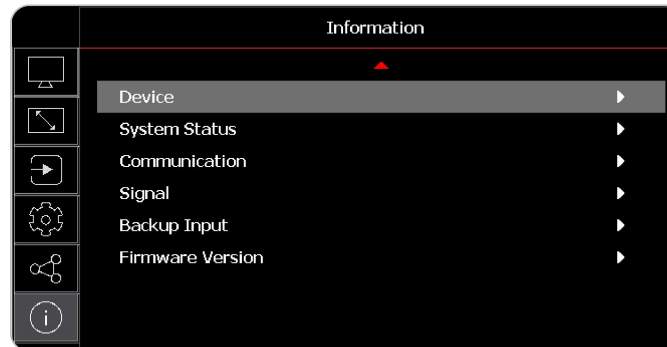 Information
Device
System Status
Communication
Signal
Backup Input
Firmware Version